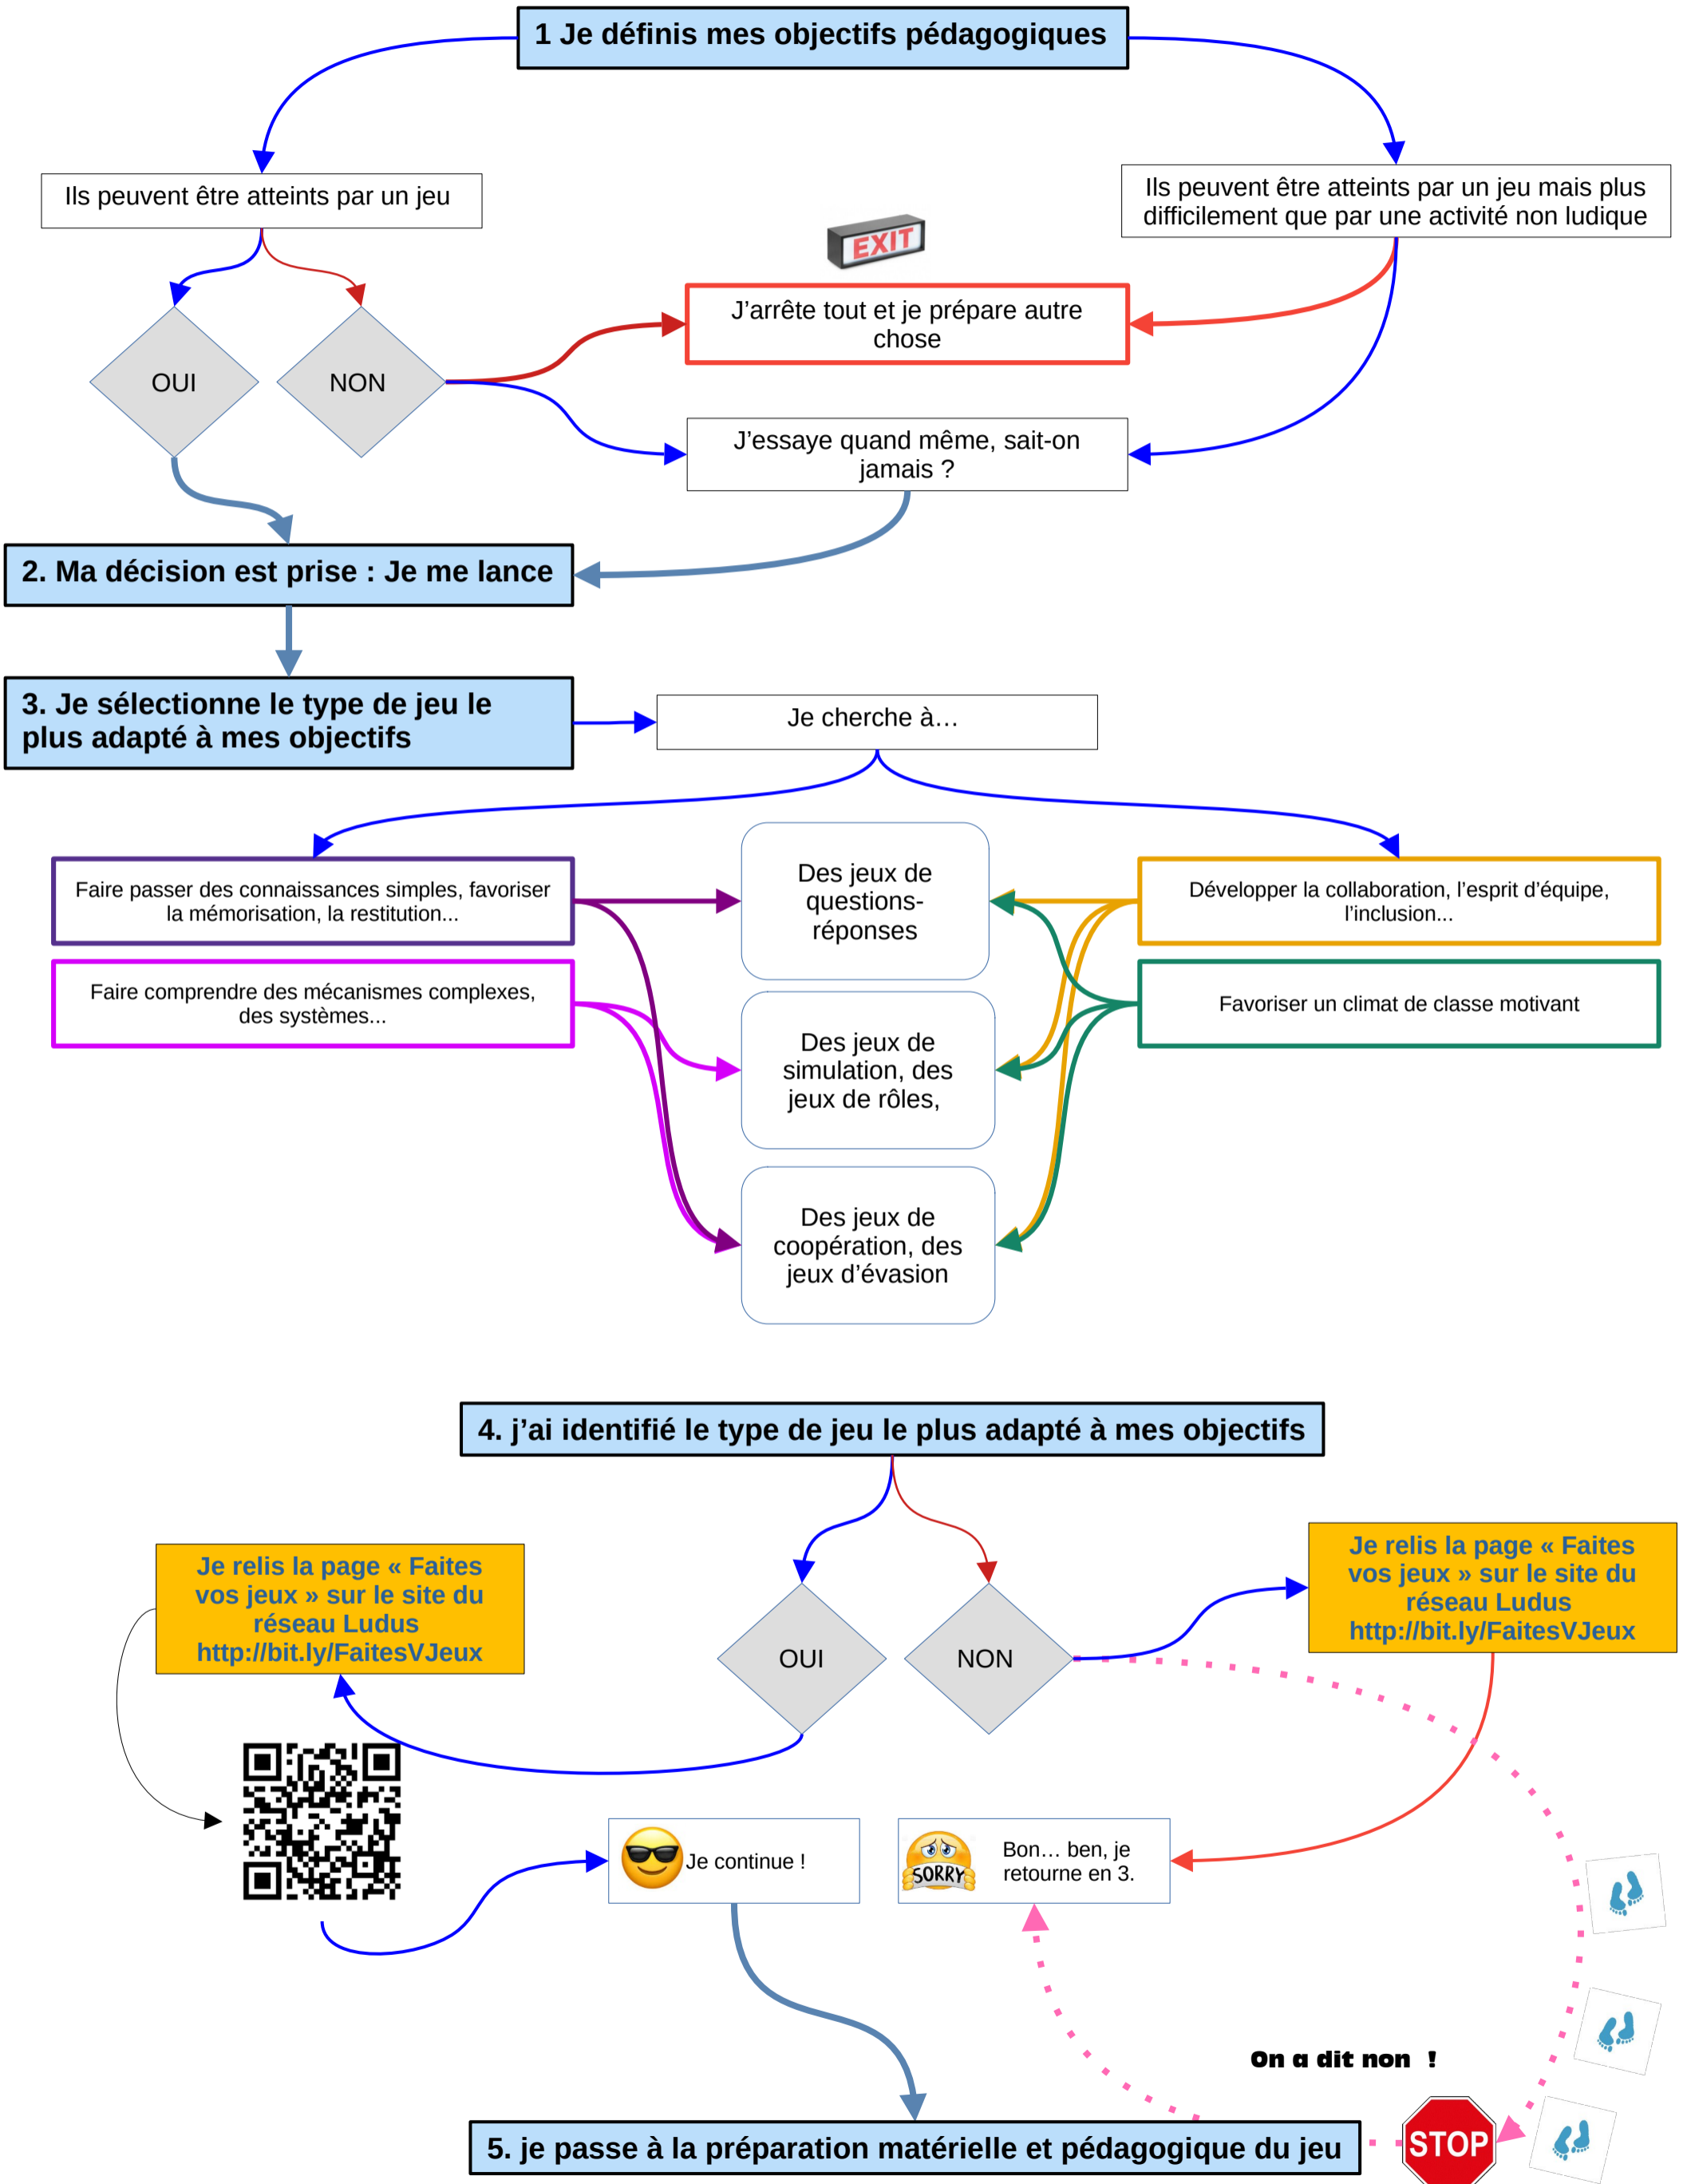 1 Je définis mes objectifs pédagogiques
Ils peuvent être atteints par un jeu
Ils peuvent être atteints par un jeu mais plus
difficilement que par une activité non ludique
EXIT
J’arrête tout et je prépare autre
chose
OUI
NON
J’essaye quand même, sait-on
jamais ?
2. Ma décision est prise : Je me lance
3. Je sélectionne le type de jeu le
plus adapté à mes objectifs
Je cherche à…
Faire passer des connaissances simples, favoriser
la mémorisation, la restitution...
Faire comprendre des mécanismes complexes,
des systèmes...
Des jeux de
questions-
réponses
Des jeux de
simulation, des
jeux de rôles,
Des jeux de
coopération, des
jeux d’évasion
Développer la collaboration, l’esprit d’équipe,
l’inclusion...
Favoriser un climat de classe motivant
4. j’ai identifié le type de jeu le plus adapté à mes objectifs
Je relis la page « Faites
vos jeux » sur le site du
réseau Ludus
http://bit.ly/FaitesVJeux
OUI
NON
Je relis la page « Faites
vos jeux » sur le site du
réseau Ludus
http://bit.ly/FaitesVJeux
Je continue !
SORRY
Bon… ben, je
retourne en 3.
On a dit non !
5. je passe à la préparation matérielle et pédagogique du jeu
STOP